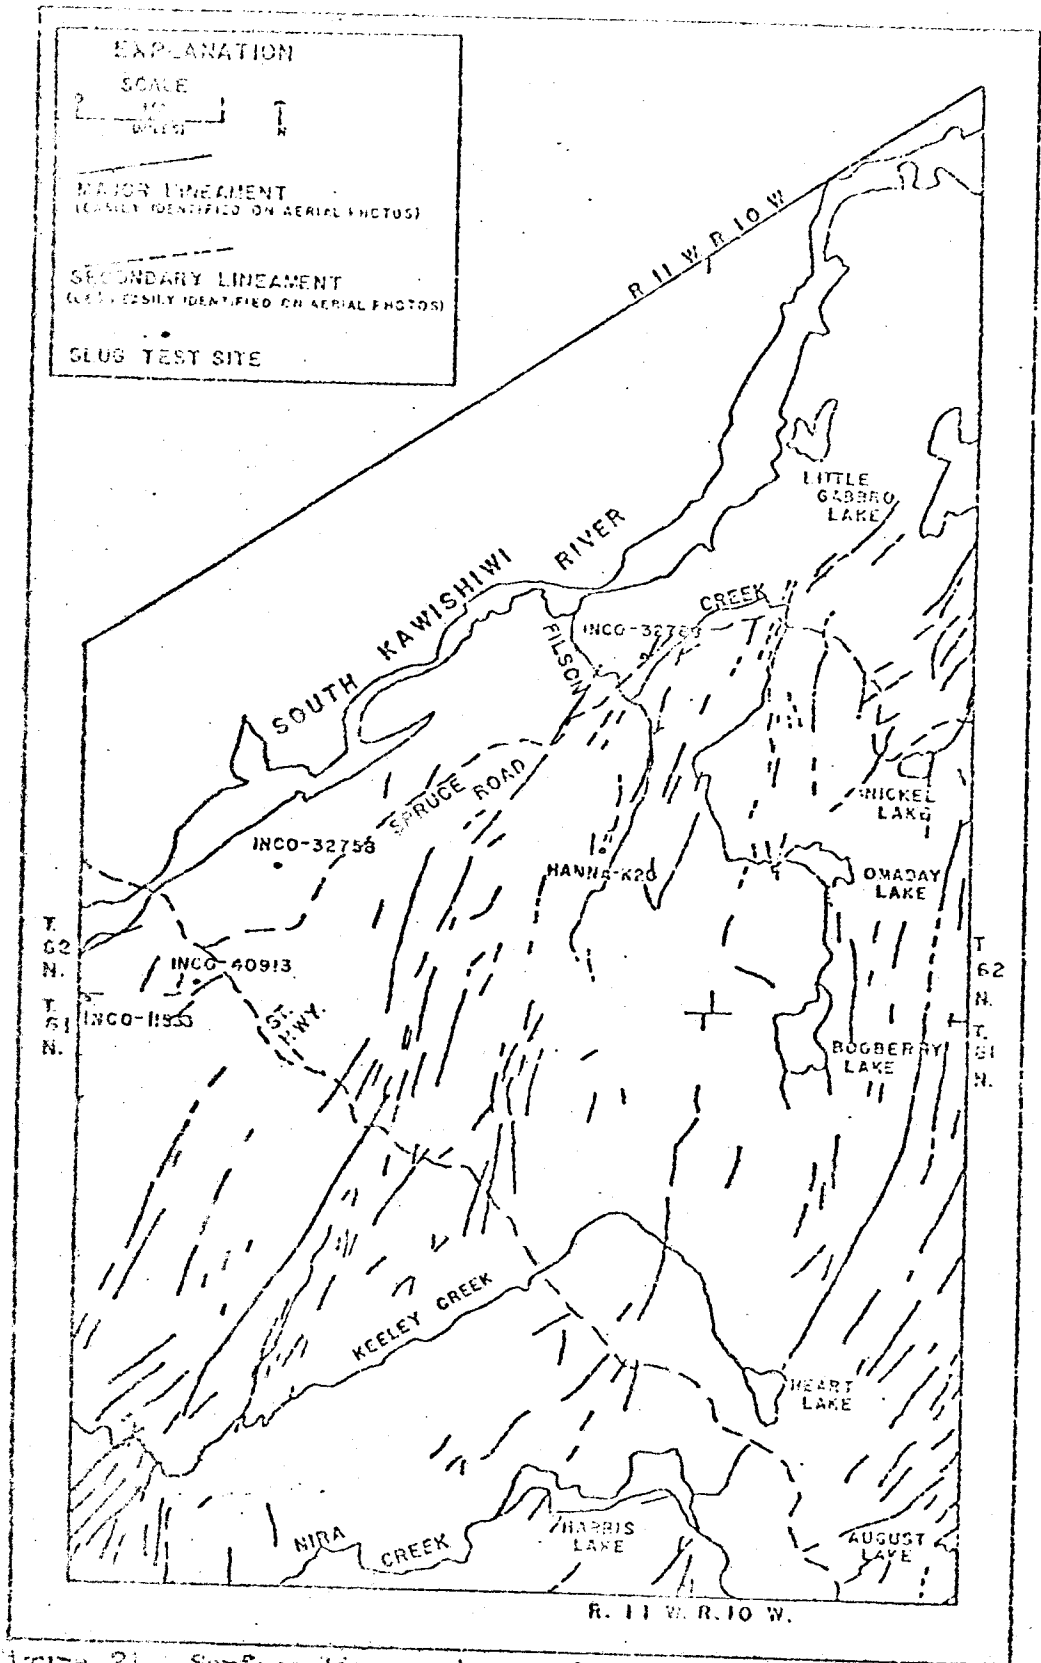 EXPLANATION
SCALE
0
(MILES)
N
MAJOR LINEAMENT
(EASILY IDENTIFIED ON AERIAL PHOTOS)
SECONDARY LINEAMENT
(LESS EASILY IDENTIFIED ON AERIAL PHOTOS)
SLUG TEST SITE
R 11 W R 10 W
LITTLE
GABBRO
LAKE
SOUTH KAWISHIWI RIVER
CREEK
FILSON
SPRUCE ROAD
NICKEL
LAKE
INCO-32758
HANNA-K20
OMADAY
LAKE
T.
62
N.
T
62
N.
INCO-40913
T.
61
N.
T.
61
N.
ST.
HWY.
BOGBERRY
LAKE
KEELEY CREEK
HEART
LAKE
NIRA CREEK
HARRIS
LAKE
AUGUST
LAKE
R. 11 W. R. 10 W.